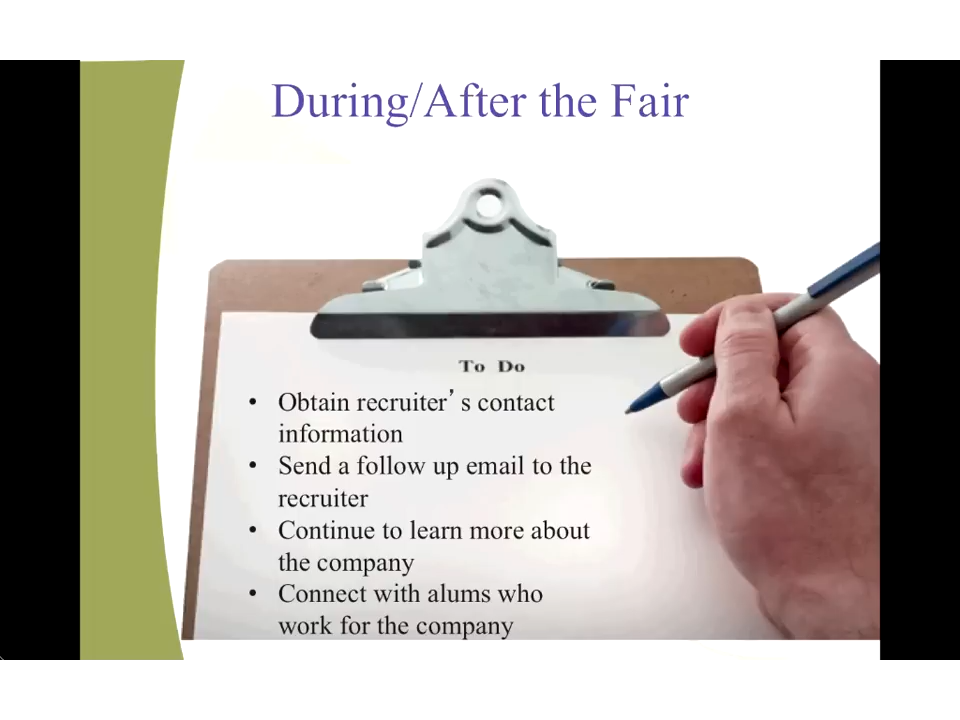 During/After the Fair
To Do
• Obtain recruiter’s contact
information
• Send a follow up email to the
recruiter
• Continue to learn more about
the company
• Connect with alums who
work for the company